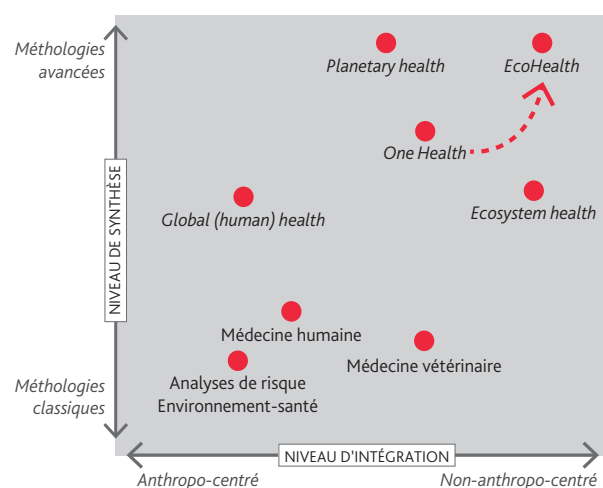 Méthologies
avancées
Planetary health
EcoHealth
One Health
Ecosystem health
Global (human) health
NIVEAU DE SYNTHÈSE
Médecine humaine
Médecine vétérinaire
Analyses de risque
Environnement-santé
Méthologies
classiques
NIVEAU D'INTÉGRATION
Anthropo-centré
Non-anthropo-centré